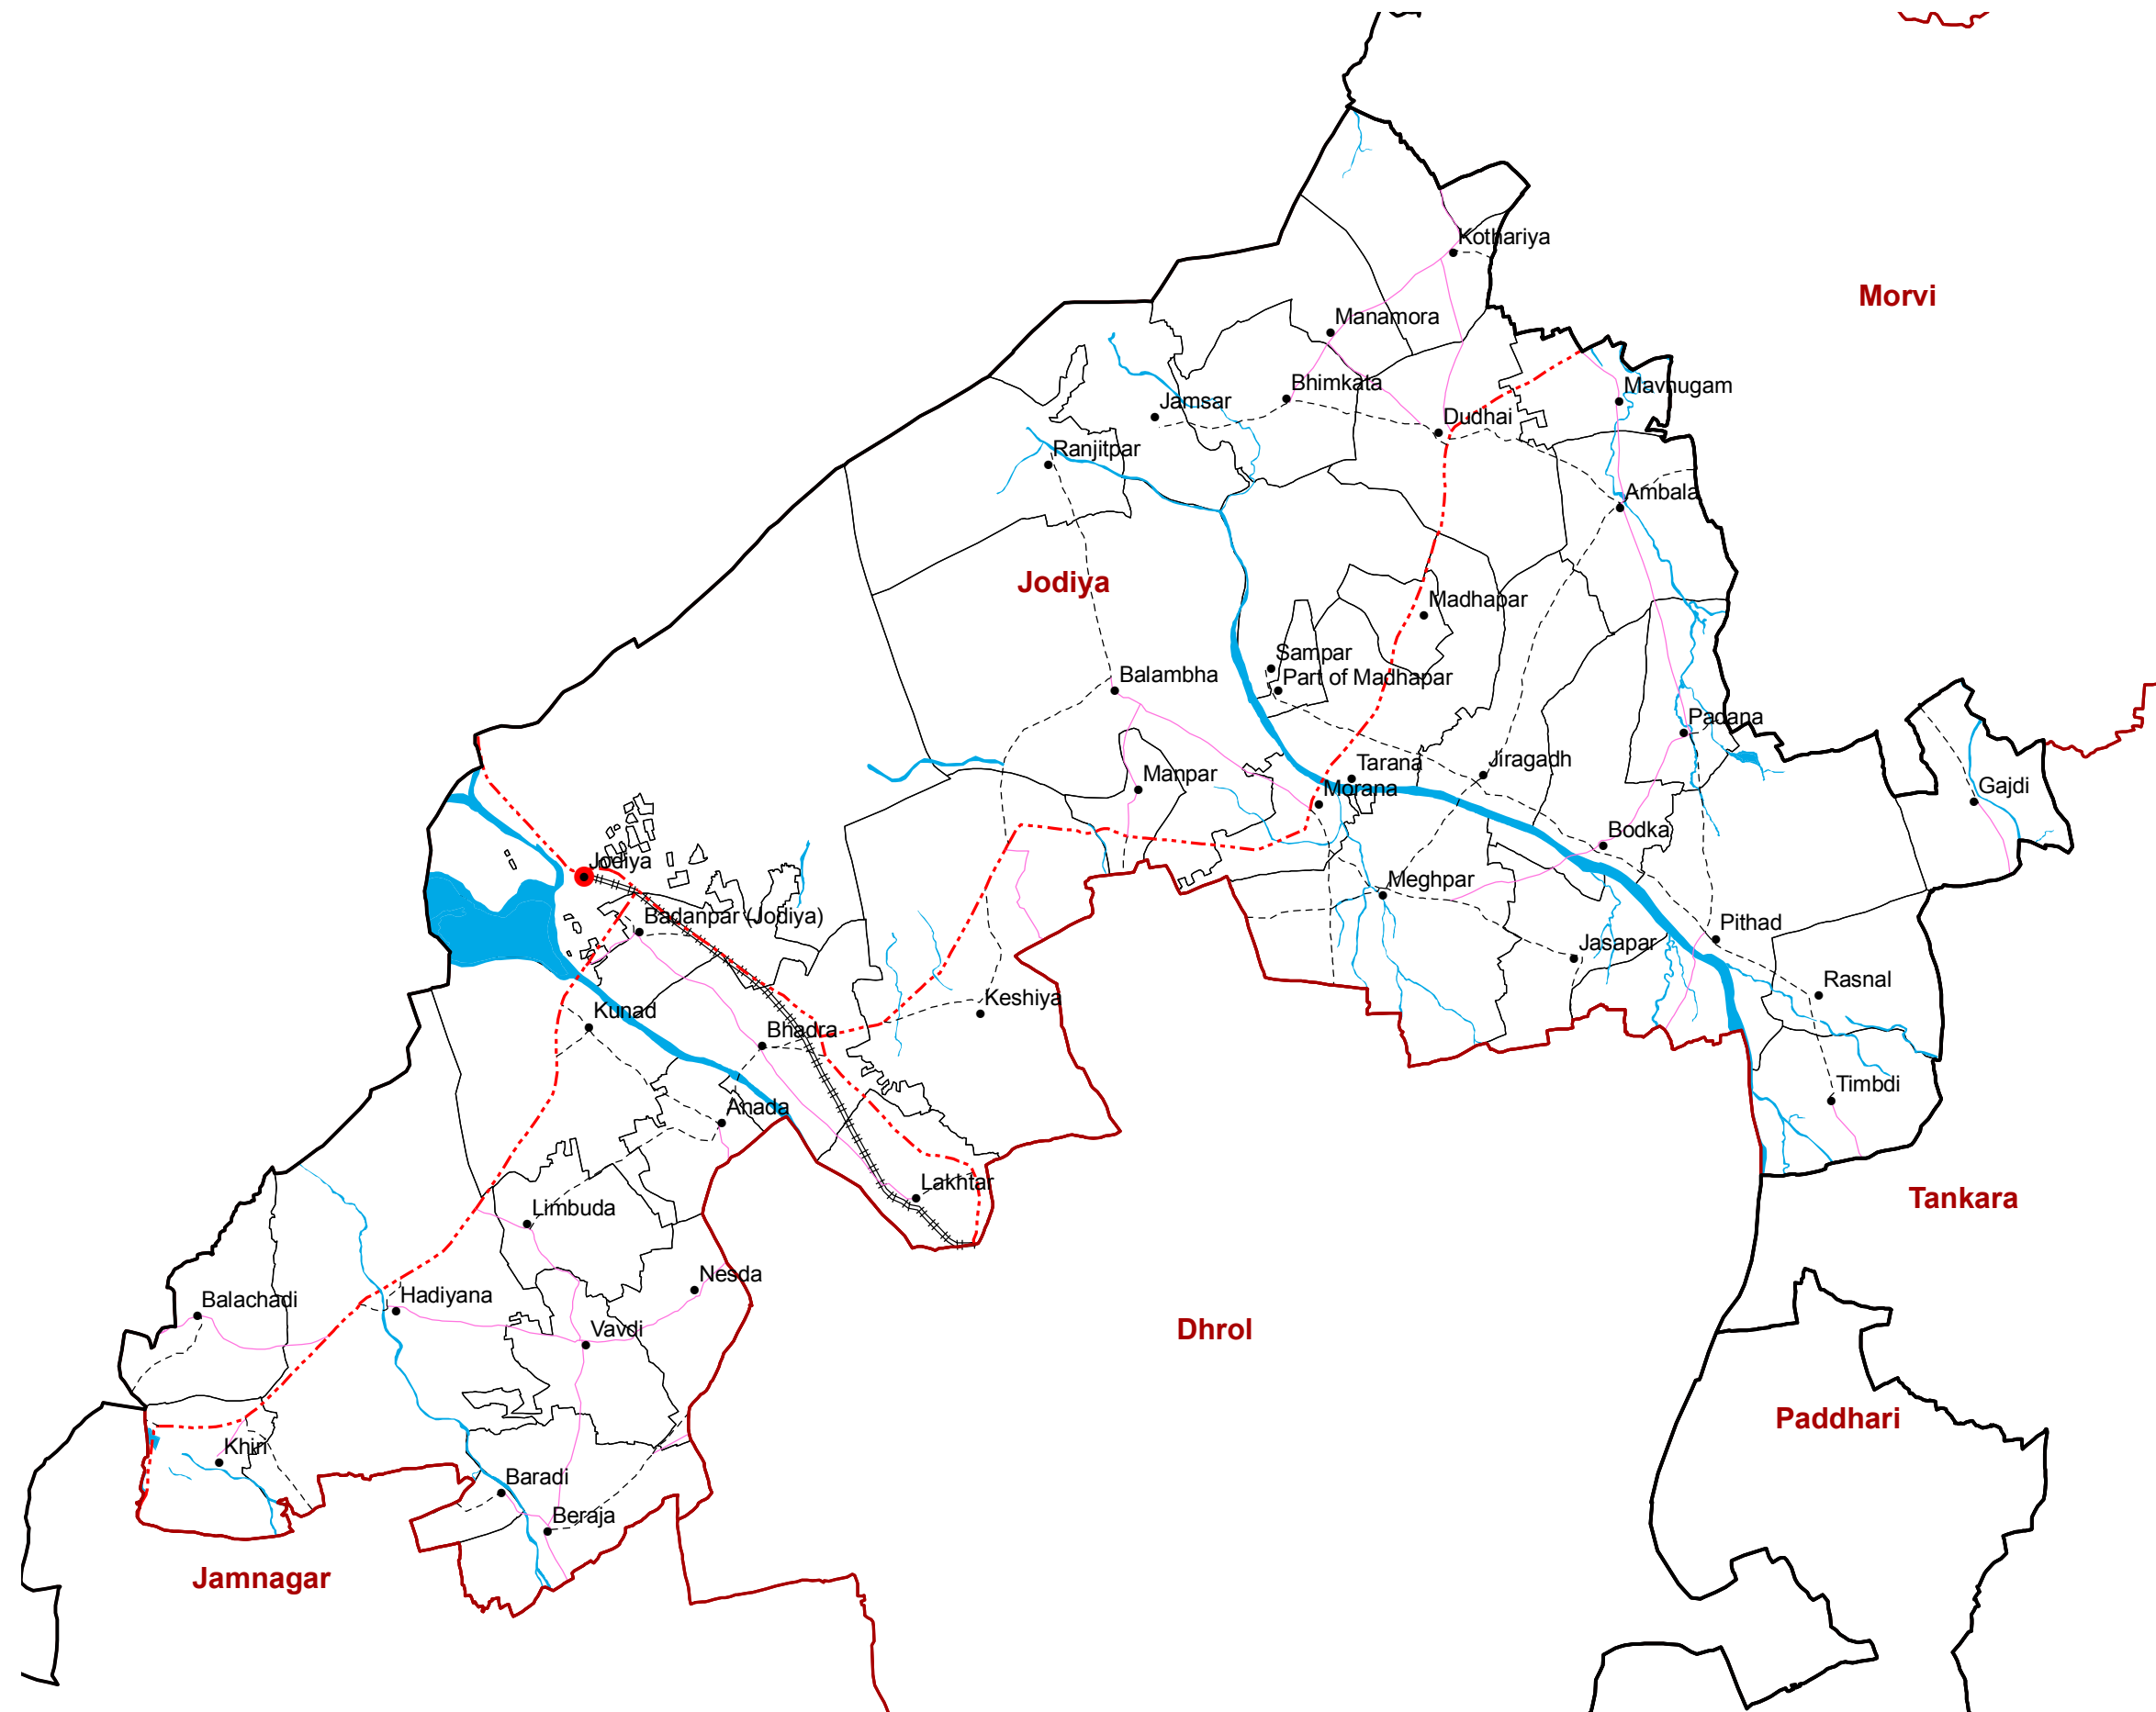 Kothariya
Morvi
Manamora
Bhimkata
Mavnugam
Jamsar
Dudhai
Ranjitpar
Ambala
Jodiya
Madhapar
Sampar
Balambha
Part of Madhapar
Padana
Manpar
Tarana
Jiragadh
Morana
Gajdi
Bodka
Jodiya
Meghpar
Badanpar (Jodiya)
Pithad
Jasapar
Rasnal
Keshiya
Kunad
Bhadra
Timbdi
Anada
Lakhtar
Tankara
Limbuda
Nesda
Balachadi
Hadiyana
Vavdi
Dhrol
Paddhari
Khiri
Baradi
Beraja
Jamnagar